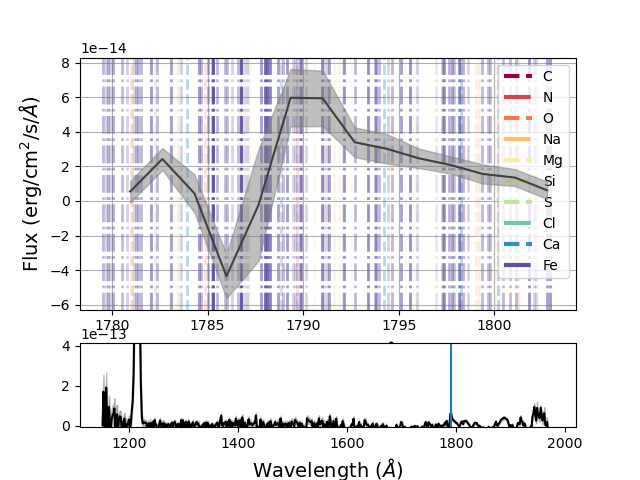 1e−14
8
6
4
2
0
−2
−4
−6
Flux (erg/cm²/s/Å)
1780 1785 1790 1795 1800
C
N
O
Na
Mg
Si
S
Cl
Ca
Fe
1e−13
4
2
0
1200 1400 1600 1800 2000
Wavelength (Å)